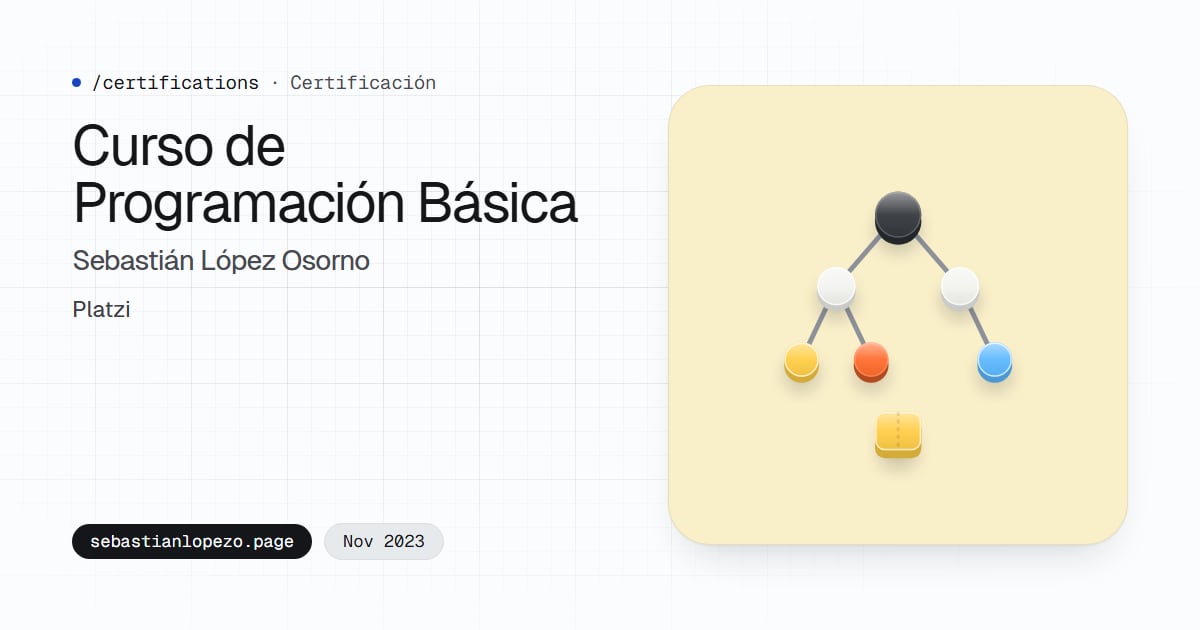 /certifications · Certificación
Curso de
Programación Básica
Sebastián López Osorno
Platzi
sebastianlopezo.page
Nov 2023